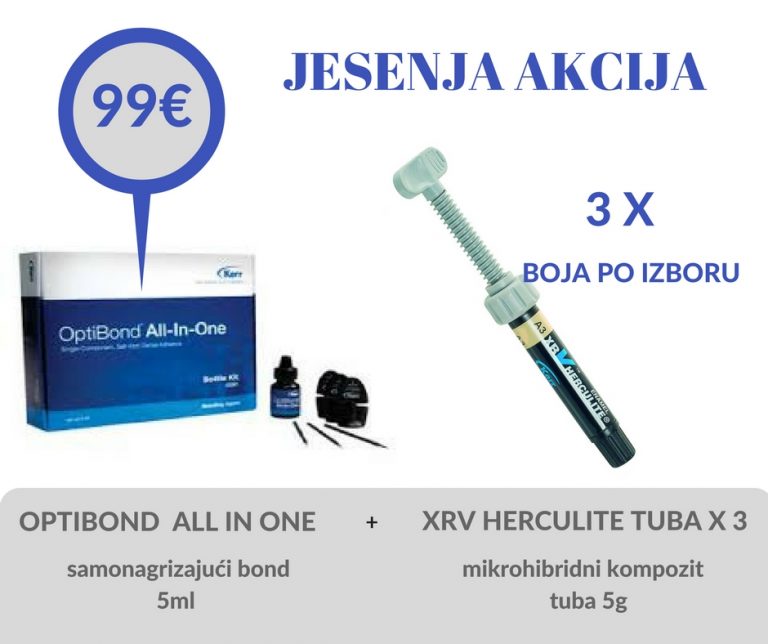 JESENJA AKCIJA
99€
3 X
BOJA PO IZBORU
Kerr
OptiBond All-In-One
Single-Component, Self-Etch Dental Adhesive
Bottle Kit
A3
XRV HERCULITE®
ENAMEL
Kerr
OPTIBOND ALL IN ONE + XRV HERCULITE TUBA X 3
samonagrizajući bond
5ml
mikrohibridni kompozit
tuba 5g